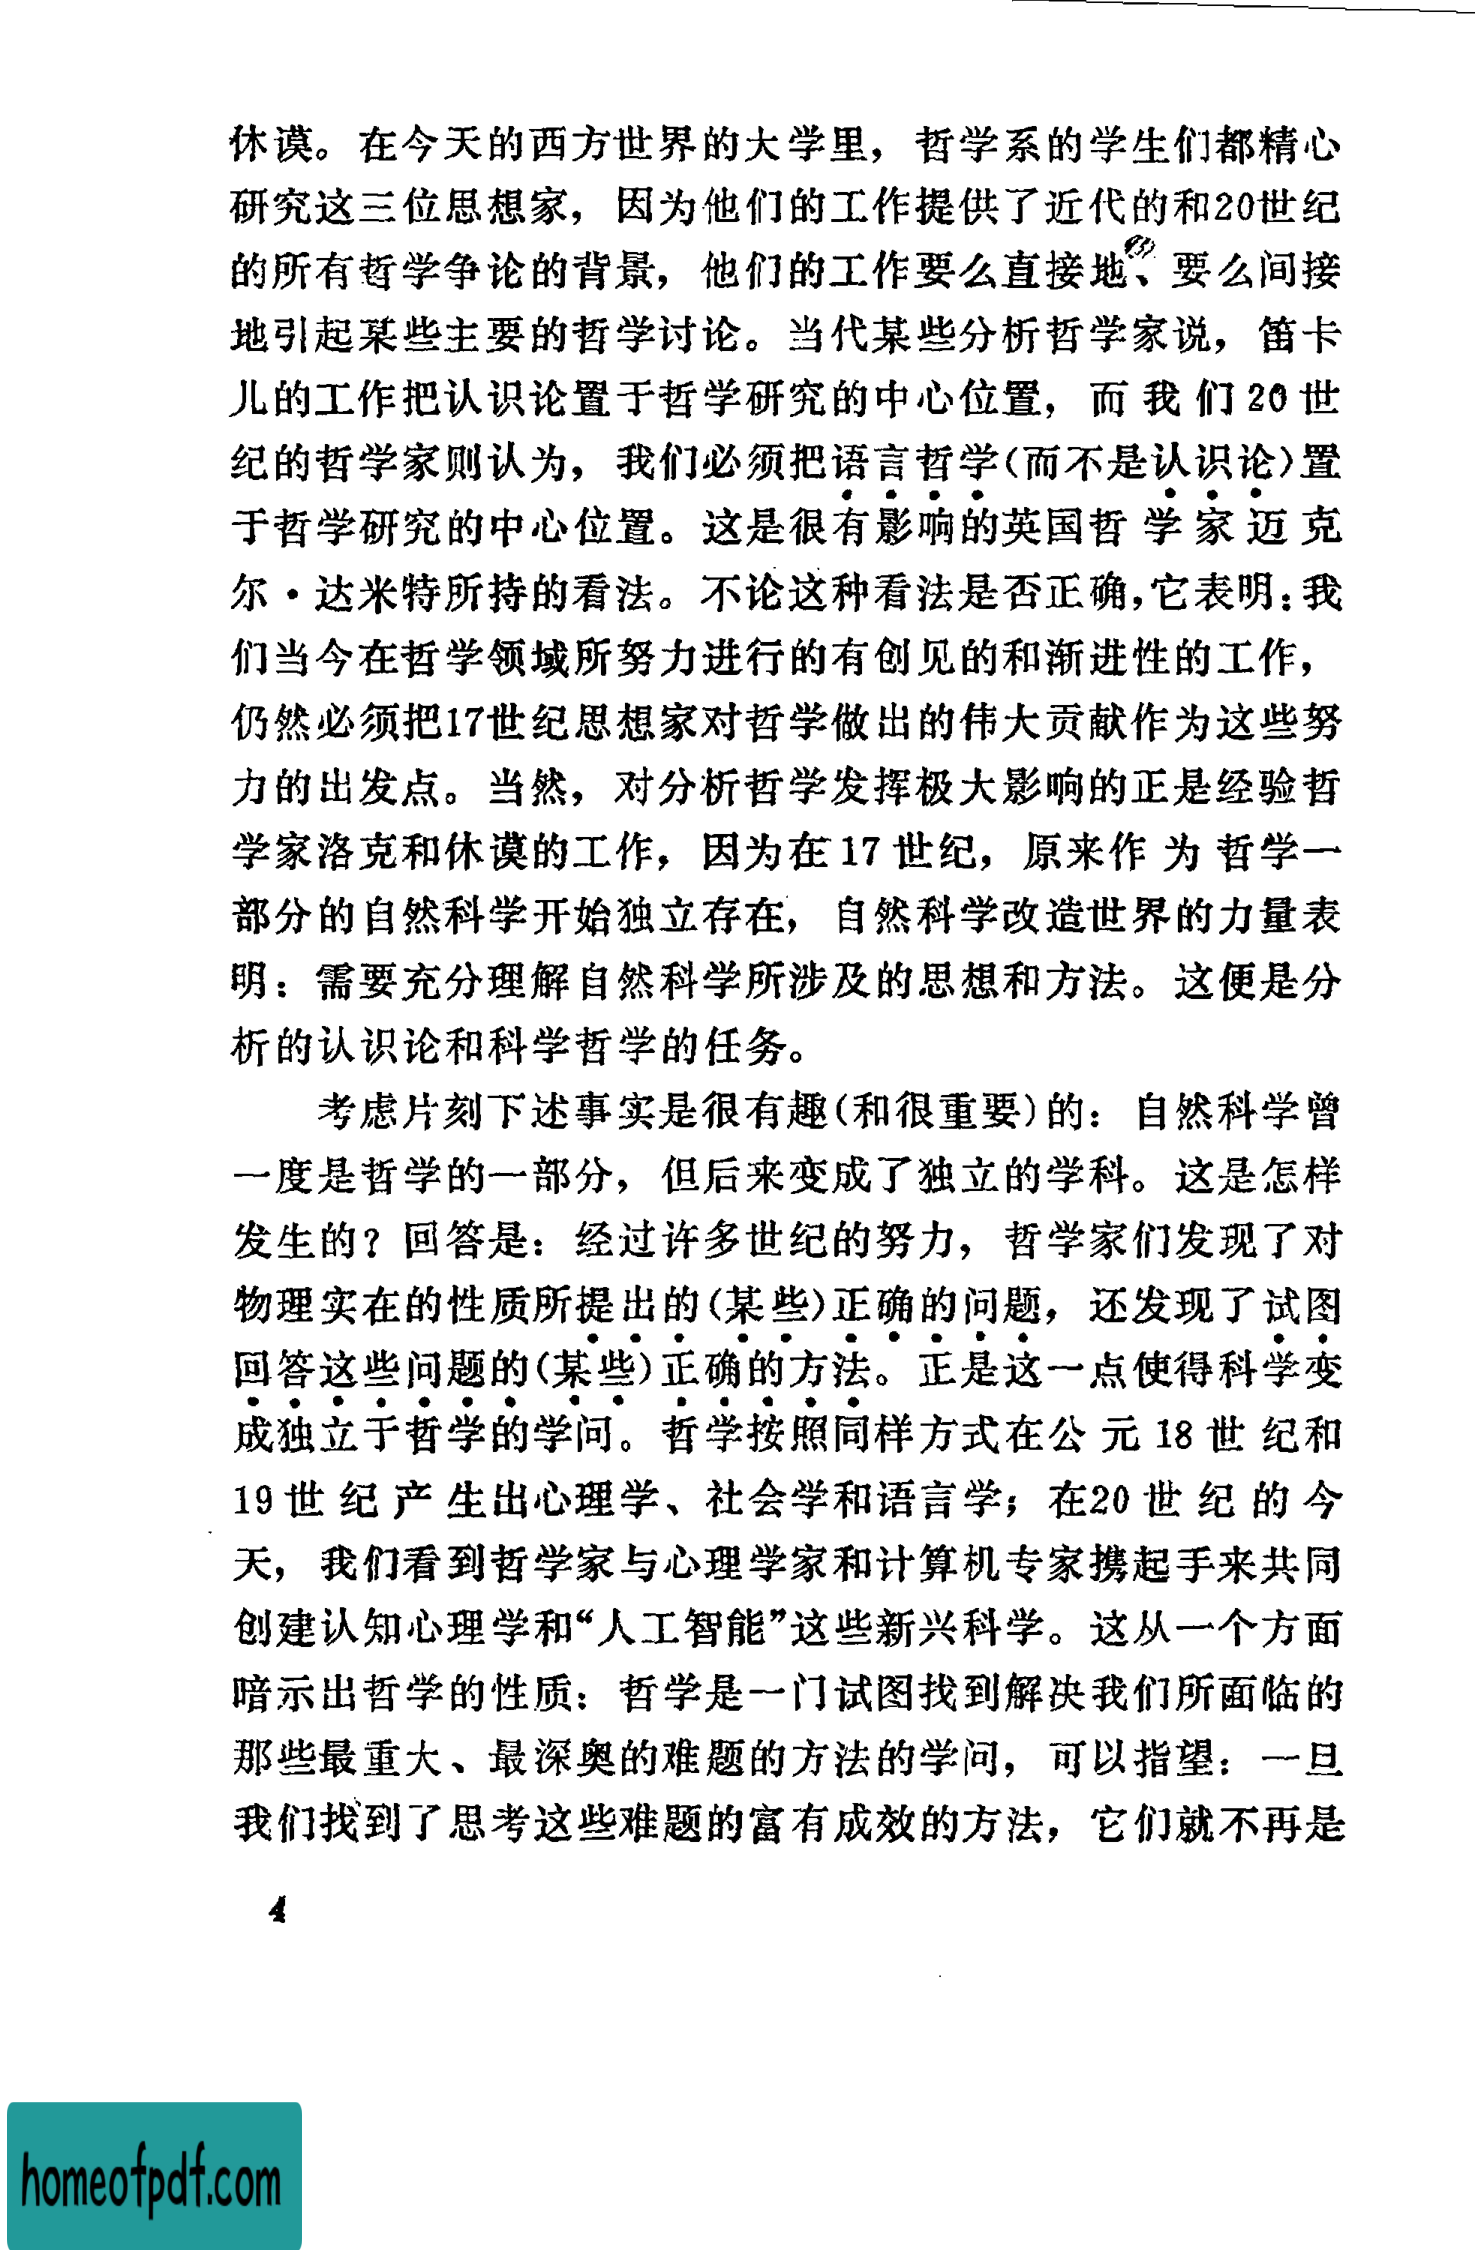 休谟。在今天的西方世界的大学里，哲学系的学生们都精心
研究这三位思想家，因为他们的工作提供了近代的和20世纪
的所有哲学争论的背景，他们的工作要么直接地、要么间接
地引起某些主要的哲学讨论。当代某些分析哲学家说，笛卡
儿的工作把认识论置于哲学研究的中心位置，而我们20世
纪的哲学家则认为，我们必须把语言哲学(而不是认识论)置
于哲学研究的中心位置。这是很有影响的英国哲学家迈克
尔·达米特所持的看法。不论这种看法是否正确，它表明：我
们当今在哲学领域所努力进行的有创见的和渐进性的工作，
仍然必须把17世纪思想家对哲学做出的伟大贡献作为这些努
力的出发点。当然，对分析哲学发挥极大影响的正是经验哲
学家洛克和休谟的工作，因为在17世纪，原来作为哲学一
部分的自然科学开始独立存在，自然科学改造世界的力量表
明：需要充分理解自然科学所涉及的思想和方法。这便是分
析的认识论和科学哲学的任务。
考虑片刻下述事实是很有趣(和很重要)的：自然科学曾
一度是哲学的一部分，但后来变成了独立的学科。这是怎样
发生的？回答是：经过许多世纪的努力，哲学家们发现了对
物理实在的性质所提出的(某些)正确的问题，还发现了试图
回答这些问题的(某些)正确的方法。正是这一点使得科学变
成独立于哲学的学问。哲学按照同样方式在公元18世纪和
19世纪产生出心理学、社会学和语言学；在20世纪的今
天，我们看到哲学家与心理学家和计算机专家携起手来共同
创建认知心理学和“人工智能”这些新兴科学。这从一个方面
暗示出哲学的性质：哲学是一门试图找到解决我们所面临的
那些最重大、最深奥的难题的方法的学问，可以指望：一旦
我们找到了思考这些难题的富有成效的方法，它们就不再是
4
homeofpdf.com